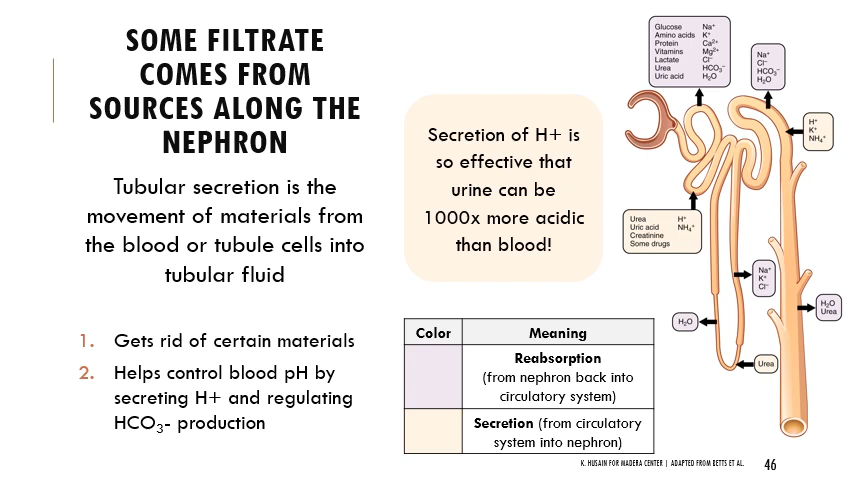 SOME FILTRATE
COMES FROM
SOURCES ALONG THE
NEPHRON
Tubular secretion is the
movement of materials from
the blood or tubule cells into
tubular fluid
1. Gets rid of certain materials
2. Helps control blood pH by
secreting H+ and regulating
HCO₃- production
Secretion of H+ is
so effective that
urine can be
1000x more acidic
than blood!
Color Meaning
Reabsorption
(from nephron back into
circulatory system)
Secretion (from circulatory
system into nephron)
Glucose Na⁺
Amino acids K⁺
Protein Ca²⁺
Vitamins Mg²⁺
Lactate Cl⁻
Urea HCO₃⁻
Uric acid H₂O
Na⁺
Cl⁻
HCO₃⁻
H₂O
H⁺
K⁺
NH₄⁺
Urea H⁺
Uric acid NH₄⁺
Creatinine
Some drugs
Na⁺
K⁺
Cl⁻
H₂O
Urea
H₂O
Urea
K. HUSAIN FOR MADERA CENTER | ADAPTED FROM BETTS ET AL.
46